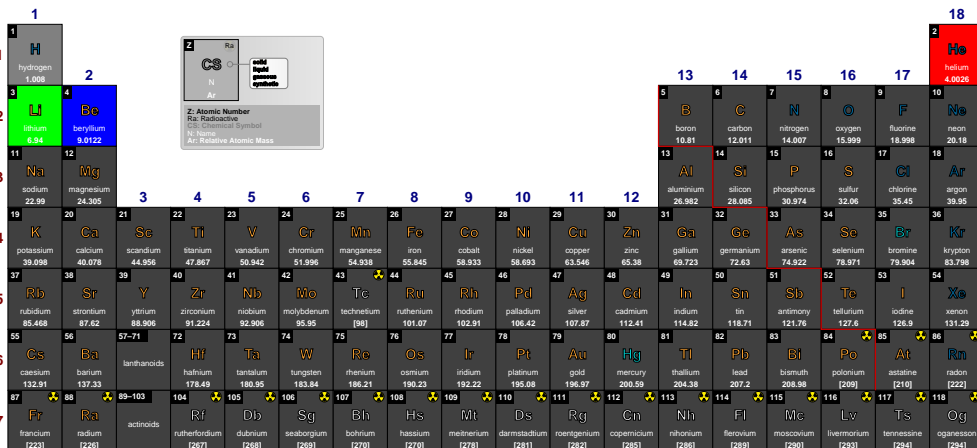 1 18
1 2
H He
hydrogen helium
1.008 4.0026
Z Ra
CS
N
Ar
solid
liquid
gaseous
synthetic
Z: Atomic Number
Ra: Radioactive
CS: Chemical Symbol
N: Name
Ar: Relative Atomic Mass
2 13 14 15 16 17
3 4 5 6 7 8 9 10
Li Be B C N O F Ne
lithium beryllium boron carbon nitrogen oxygen fluorine neon
6.94 9.0122 10.81 12.011 14.007 15.999 18.998 20.18
11 12 13 14 15 16 17 18
Na Mg Al Si P S Cl Ar
sodium magnesium aluminium silicon phosphorus sulfur chlorine argon
22.99 24.305 26.982 28.085 30.974 32.06 35.45 39.95
3 4 5 6 7 8 9 10 11 12
19 20 21 22 23 24 25 26 27 28 29 30 31 32 33 34 35 36
K Ca Sc Ti V Cr Mn Fe Co Ni Cu Zn Ga Ge As Se Br Kr
potassium calcium scandium titanium vanadium chromium manganese iron cobalt nickel copper zinc gallium germanium arsenic selenium bromine krypton
39.098 40.078 44.956 47.867 50.942 51.996 54.938 55.845 58.933 58.693 63.546 65.38 69.723 72.63 74.922 78.971 79.904 83.798
37 38 39 40 41 42 43 44 45 46 47 48 49 50 51 52 53 54
Rb Sr Y Zr Nb Mo Tc Ru Rh Pd Ag Cd In Sn Sb Te I Xe
rubidium strontium yttrium zirconium niobium molybdenum technetium ruthenium rhodium palladium silver cadmium indium tin antimony tellurium iodine xenon
85.468 87.62 88.906 91.224 92.906 95.95 [98] 101.07 102.91 106.42 107.87 112.41 114.82 118.71 121.76 127.6 126.9 131.29
55 56 57–71 72 73 74 75 76 77 78 79 80 81 82 83 84 85 86
Cs Ba Hf Ta W Re Os Ir Pt Au Hg Tl Pb Bi Po At Rn
caesium barium lanthanoids hafnium tantalum tungsten rhenium osmium iridium platinum gold mercury thallium lead bismuth polonium astatine radon
132.91 137.33 178.49 180.95 183.84 186.21 190.23 192.22 195.08 196.97 200.59 204.38 207.2 208.98 [209] [210] [222]
87 88 89–103 104 105 106 107 108 109 110 111 112 113 114 115 116 117 118
Fr Ra Rf Db Sg Bh Hs Mt Ds Rg Cn Nh Fl Mc Lv Ts Og
francium radium actinoids rutherfordium dubnium seaborgium bohrium hassium meitnerium darmstadtium roentgenium copernicium nihonium flerovium moscovium livermorium tennessine oganesson
[223] [226] [267] [268] [269] [270] [270] [278] [281] [281] [285] [286] [289] [290] [293] [294] [294]